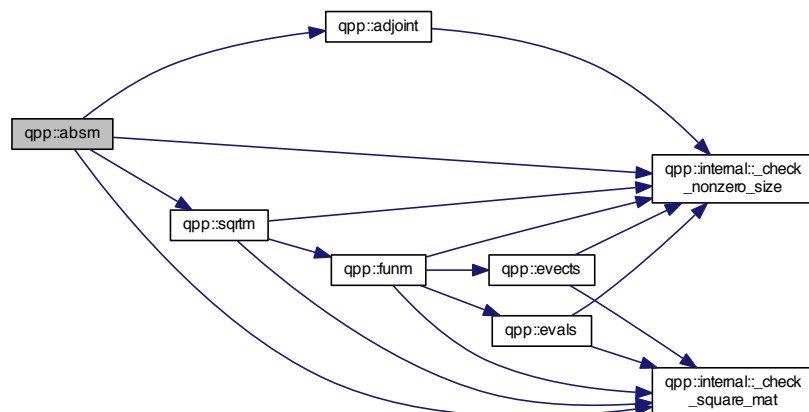 qpp::adjoint
qpp::absm
qpp::internal::_check
_nonzero_size
qpp::sqrtm
qpp::funm
qpp::evects
qpp::evals
qpp::internal::_check
_square_mat